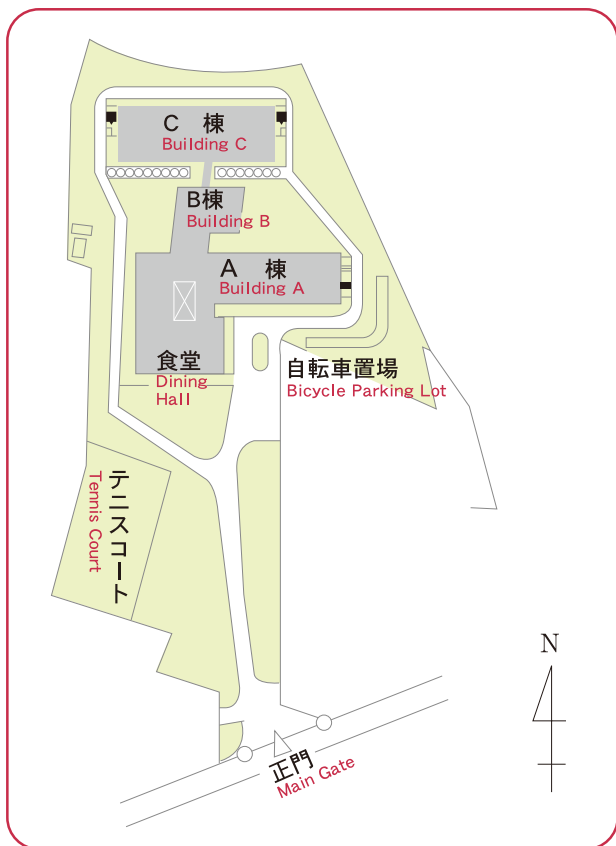 C 棟
Building C
B棟
Building B
A 棟
Building A
食堂
Dining
Hall
自転車置場
Bicycle Parking Lot
テニスコート
Tennis Court
N
正門
Main Gate